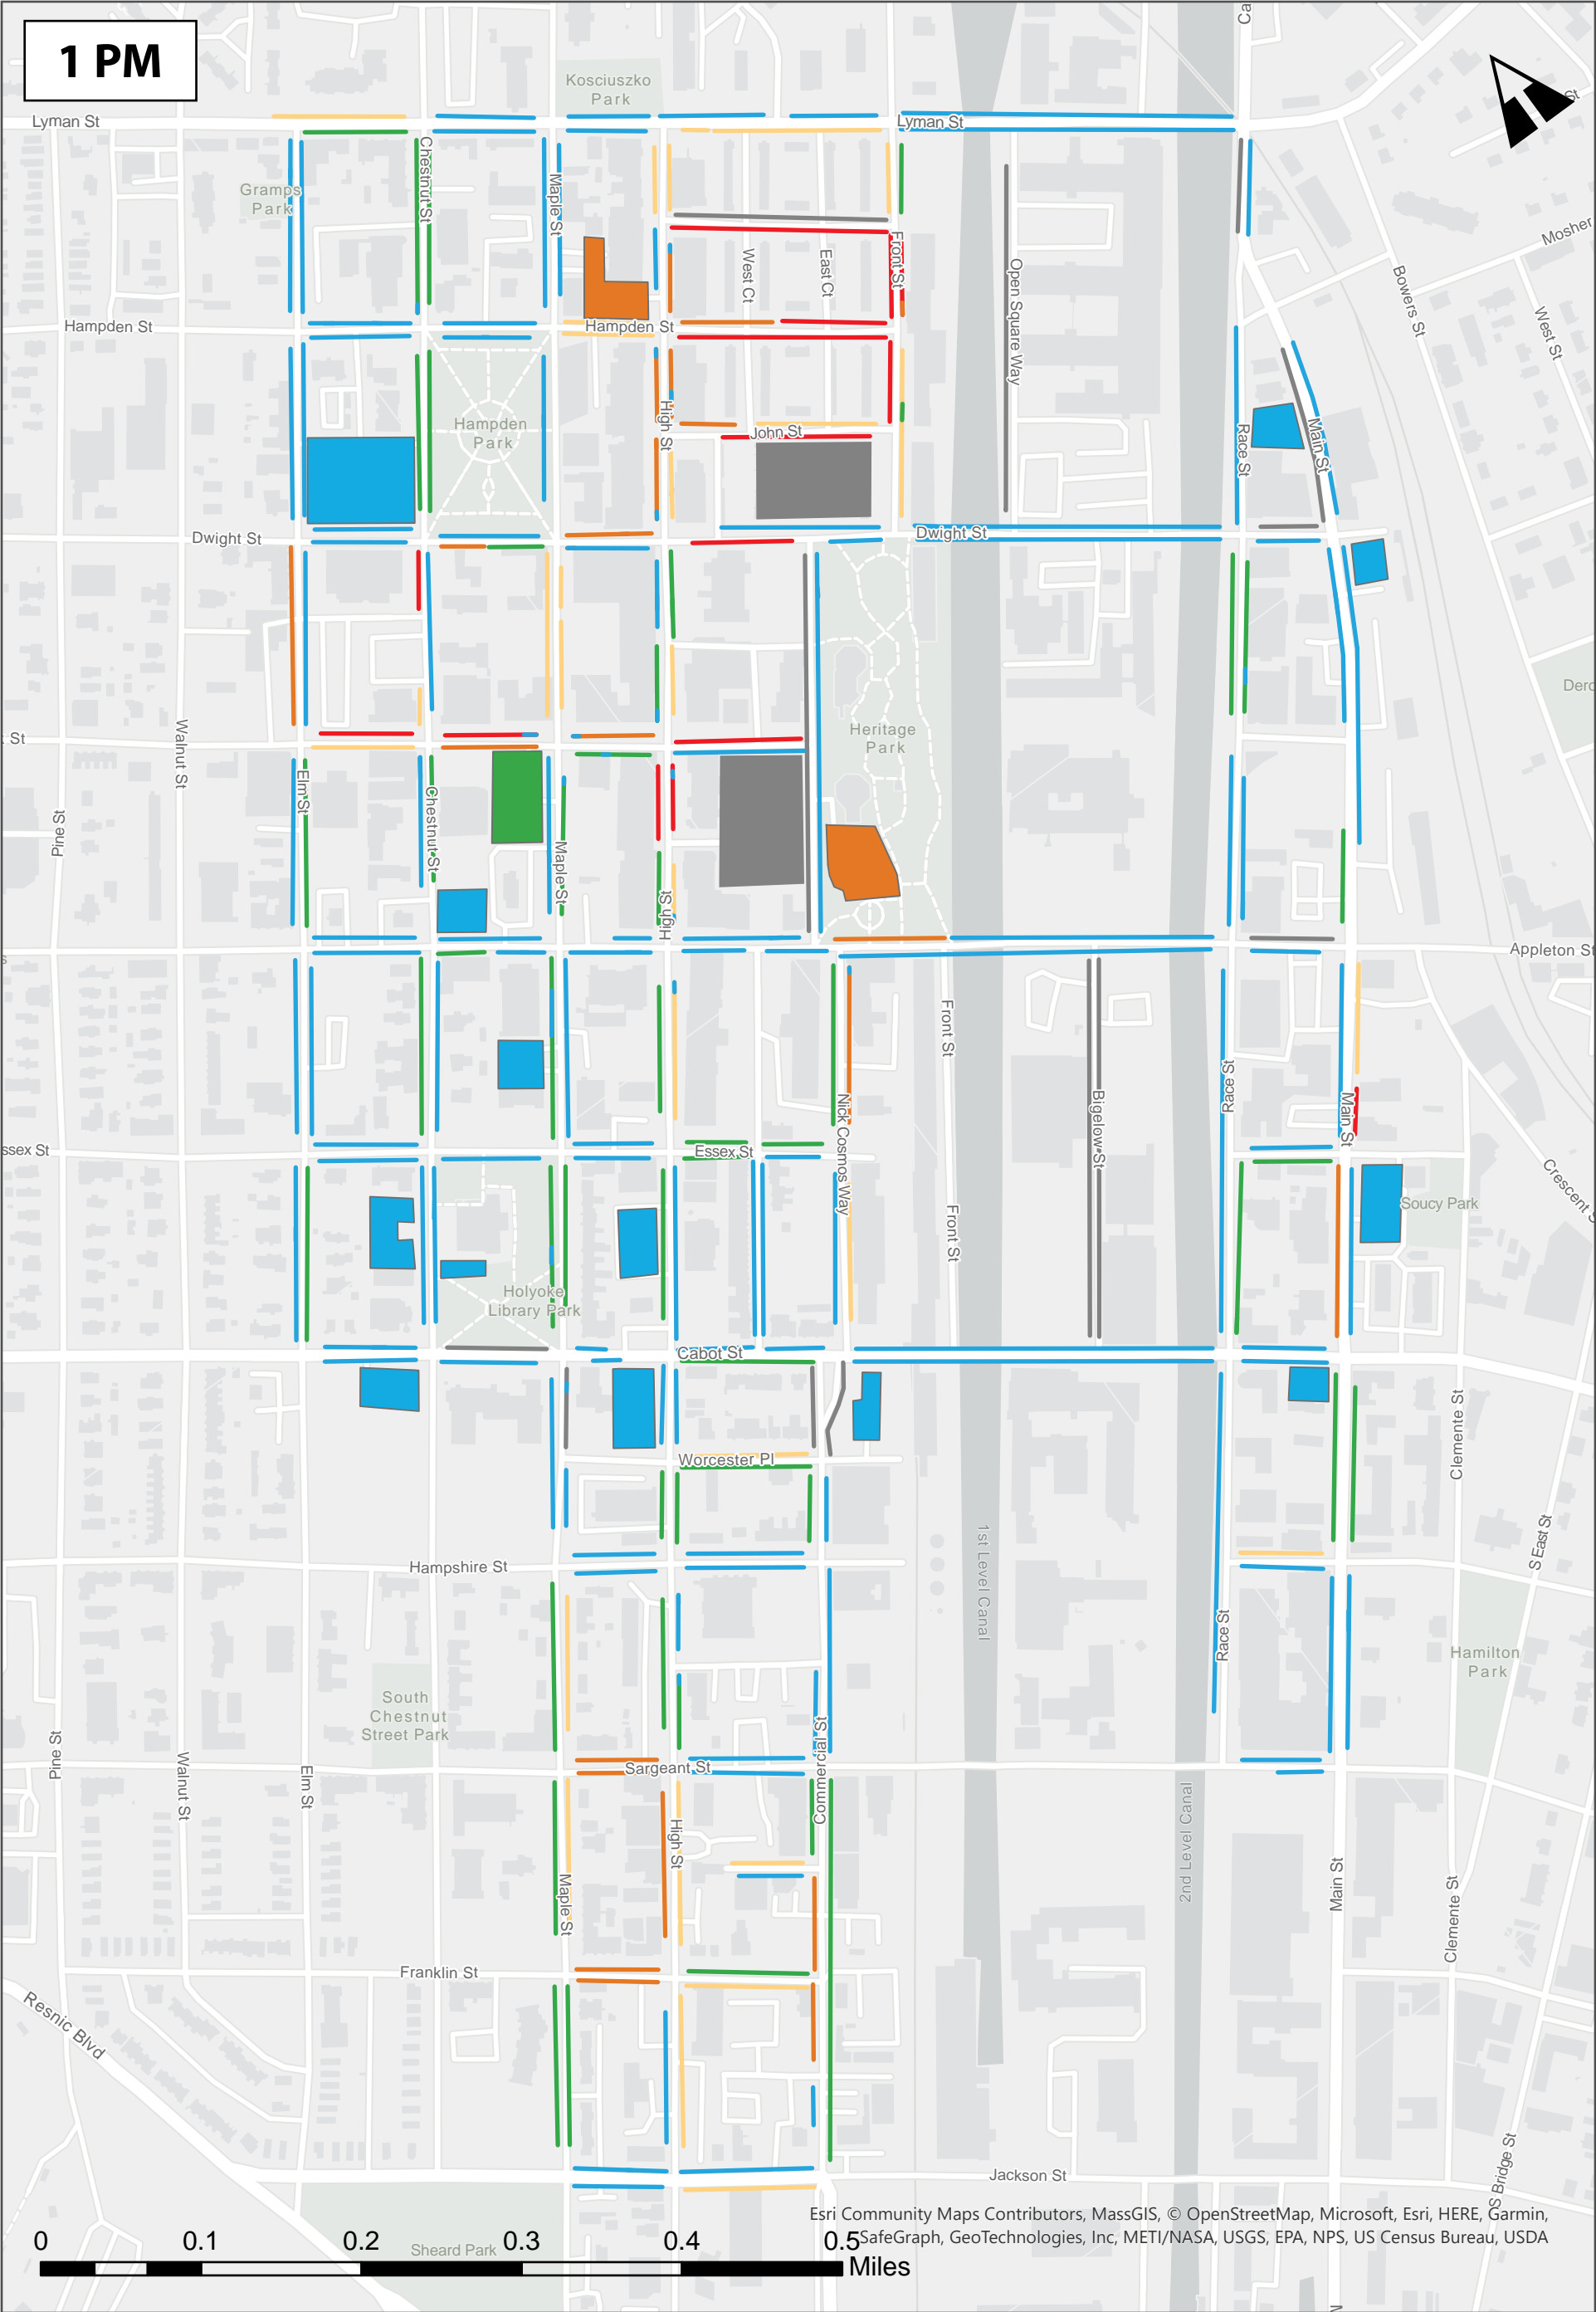 1 PM
Ca
St
Kosciuszko
Park
Lyman St
Lyman St
Chestnut St
Gramps
Park
Maple St
Mosher
West Ct
East Ct
Front St
Open Square Way
Bowers St
West St
Hampden St
Hampden St
Hampden
Park
High St
John St
Race St
Main St
Dwight St
Dwight St
Derc
St
Walnut St
Heritage
Park
Pine St
Elm St
Chestnut St
Maple St
High St
Appleton St
s
Front St
Nick Cosmos Way
Bigelow St
Race St
Main St
ssex St
Essex St
Crescent S
Soucy Park
Front St
Holyoke
Library Park
Cabot St
Clemente St
Worcester Pl
S East St
Hampshire St
1st Level Canal
Race St
Hamilton
Park
South
Chestnut
Street Park
Pine St
Walnut St
Elm St
Sargent St
Commercial St
High St
2nd Level Canal
Maple St
Main St
Clemente St
Franklin St
Resnic Blvd
Jackson St
S Bridge St
Esri Community Maps Contributors, MassGIS, © OpenStreetMap, Microsoft, Esri, HERE, Garmin,
SafeGraph, GeoTechnologies, Inc, METI/NASA, USGS, EPA, NPS, US Census Bureau, USDA
0 0.1 0.2 0.3 0.4 0.5
Miles
Sheard Park